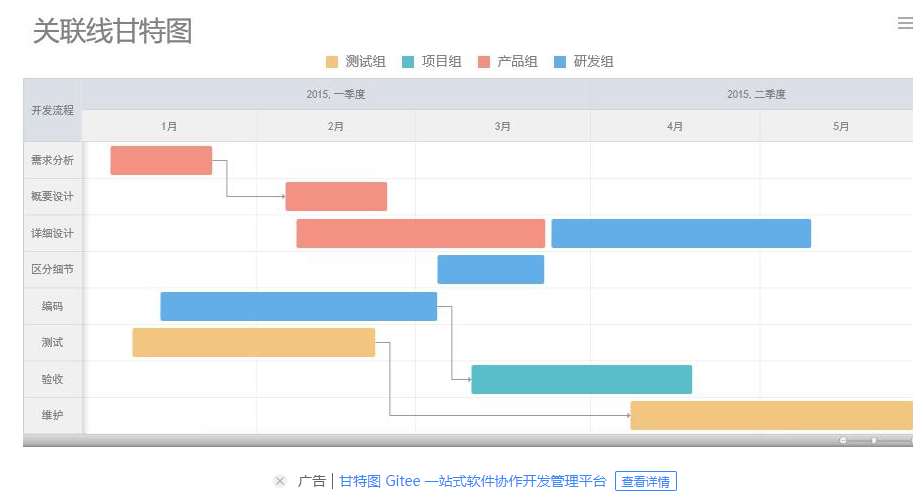 关联线甘特图
测试组 项目组 产品组 研发组
开发流程 2015, 一季度 2015, 二季度
1月 2月 3月 4月 5月
需求分析
概要设计
详细设计
区分细节
编码
测试
验收
维护
广告 | 甘特图 Gitee 一站式软件协作开发管理平台 查看详情